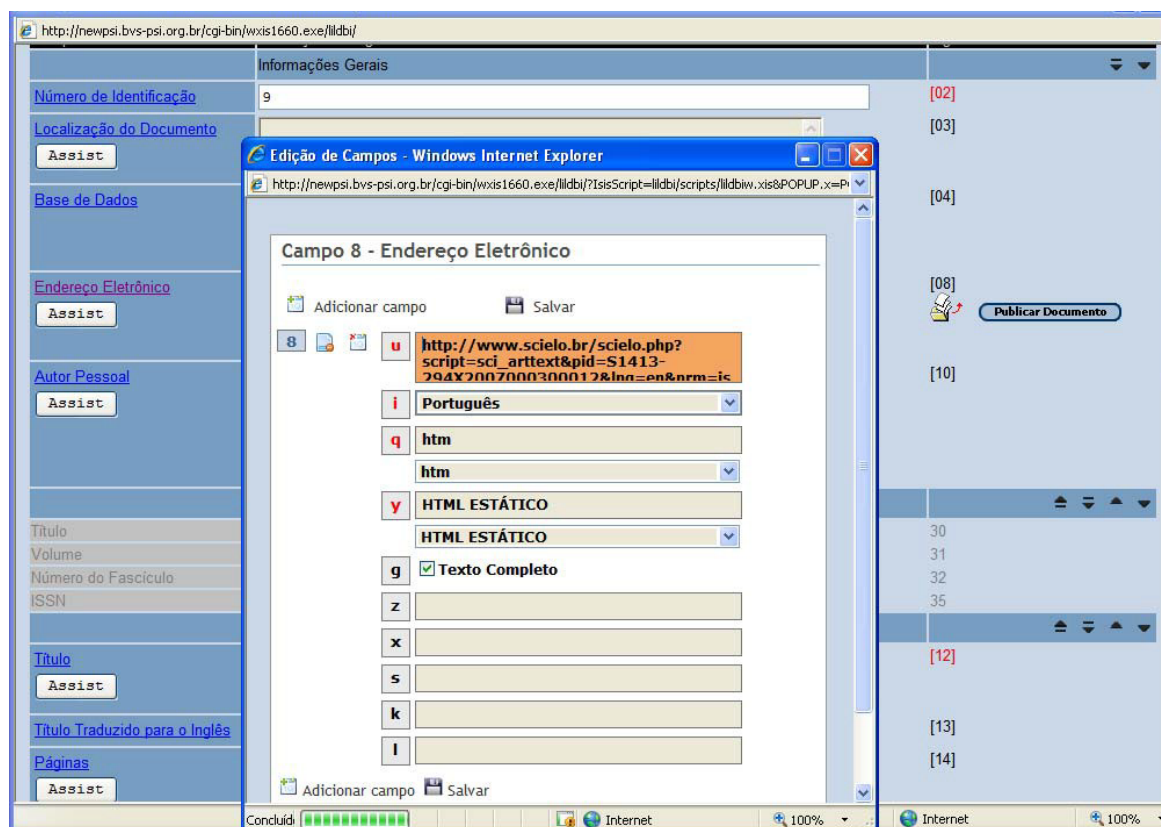 http://newpsi.bvs-psi.org.br/cgi-bin/wxis1660.exe/lildbi/
Informações Gerais
Número de Identificação
9
[02]
Localização do Documento
[03]
Assist
Base de Dados
[04]
Endereço Eletrônico
[08]
Assist
Publicar Documento
Autor Pessoal
[10]
Assist
Título
30
Volume
31
Número do Fascículo
32
ISSN
35
Título
[12]
Assist
Título Traduzido para o Inglês
[13]
Páginas
[14]
Assist
Edição de Campos - Windows Internet Explorer
http://newpsi.bvs-psi.org.br/cgi-bin/wxis1660.exe/lildbi/?IsisScript=lildbi/scripts/lildbiw.xis&POPUP.x=P
Campo 8 - Endereço Eletrônico
Adicionar campo
Salvar
8
u
http://www.scielo.br/scielo.php?
script=sci_arttext&pid=S1413-
294X2007000300012&lng=en&nrm=is
i
Português
q
htm
htm
y
HTML ESTÁTICO
HTML ESTÁTICO
g
Texto Completo
z
x
s
k
l
Adicionar campo
Salvar
Concluíd
Internet
100%
Internet
100%